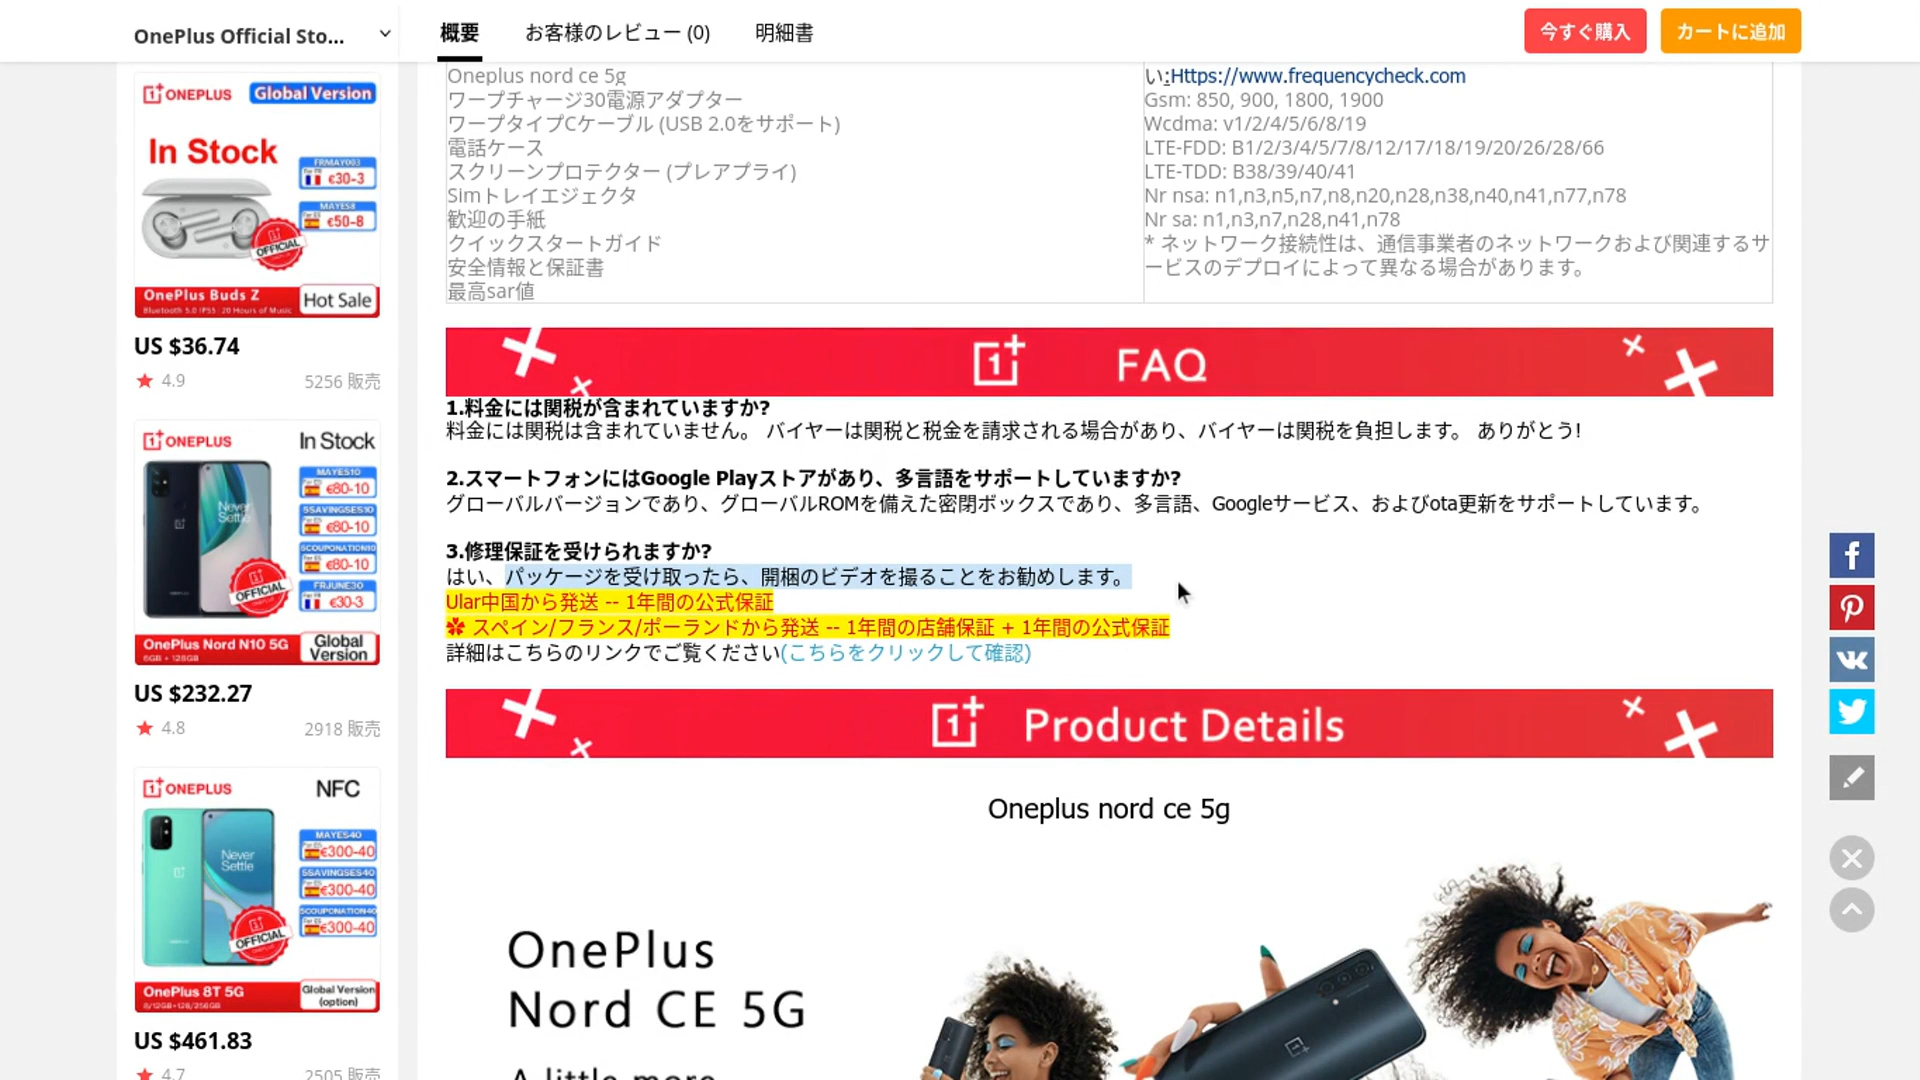 OnePlus Official Sto...
概要
お客様のレビュー (0)
明細書
今すぐ購入
カートに追加
ONEPLUS
Global Version
In Stock
FRMAY003
€30-3
MAYES8
€50-8
OFFICIAL
OnePlus Buds Z
Bluetooth 5.0 | IP55 | 20 Hours of Music
Hot Sale
US $36.74
4.9
5256 販売
ONEPLUS
In Stock
MAYES10
€80-10
SSAVINGSES10
€80-10
SCOUPONATION10
€80-10
FRJUNE30
€30-3
Never
Settle
OFFICIAL
OnePlus Nord N10 5G
6GB + 128GB
Global
Version
US $232.27
4.8
2918 販売
ONEPLUS
NFC
MAYES40
€300-40
SSAVINGSES40
€300-40
SCOUPONATION40
€300-40
Never
Settle
OFFICIAL
OnePlus 8T 5G
8/12GB+128/256GB
Global Version
(option)
US $461.83
4.7
2505 販売
Oneplus nord ce 5g
ワープチャージ30電源アダプター
ワープタイプCケーブル (USB 2.0をサポート)
電話ケース
スクリーンプロテクター (プレアプライ)
Simトレイエジェクタ
歓迎の手紙
クイックスタートガイド
安全情報と保証書
最高sar値
い:Https://www.frequencycheck.com
Gsm: 850, 900, 1800, 1900
Wcdma: v1/2/4/5/6/8/19
LTE-FDD: B1/2/3/4/5/7/8/12/17/18/19/20/26/28/66
LTE-TDD: B38/39/40/41
Nr nsa: n1,n3,n5,n7,n8,n20,n28,n38,n40,n41,n77,n78
Nr sa: n1,n3,n7,n28,n41,n78
* ネットワーク接続性は、通信事業者のネットワークおよび関連するサ
ービスのデプロイによって異なる場合があります。
FAQ
1.料金には関税が含まれていますか?
料金には関税は含まれていません。 バイヤーは関税と税金を請求される場合があり、バイヤーは関税を負担します。 ありがとう!
2.スマートフォンにはGoogle Playストアがあり、多言語をサポートしていますか?
グローバルバージョンであり、グローバルROMを備えた密閉ボックスであり、多言語、Googleサービス、およびota更新をサポートしています。
3.修理保証を受けられますか?
はい、パッケージを受け取ったら、開梱のビデオを撮ることをお勧めします。
Ular中国から発送 -- 1年間の公式保証
✽ スペイン/フランス/ポーランドから発送 -- 1年間の店舗保証 + 1年間の公式保証
詳細はこちらのリンクでご覧ください(こちらをクリックして確認)
Product Details
Oneplus nord ce 5g
OnePlus
Nord CE 5G
A little more